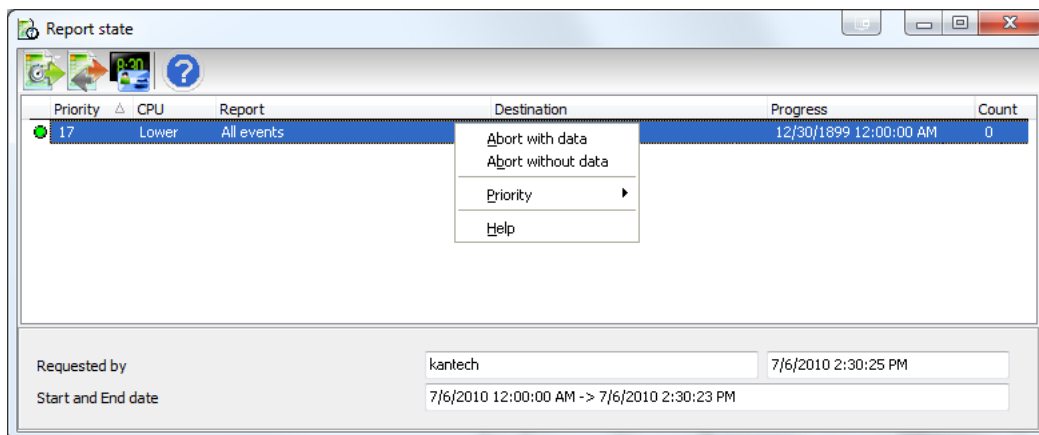 Report state
8:30
Priority CPU Report Destination Progress Count
17 Lower All events 12/30/1899 12:00:00 AM 0
Abort with data
Abort without data
Priority
Help
Requested by kantech 7/6/2010 2:30:25 PM
Start and End date 7/6/2010 12:00:00 AM -> 7/6/2010 2:30:23 PM